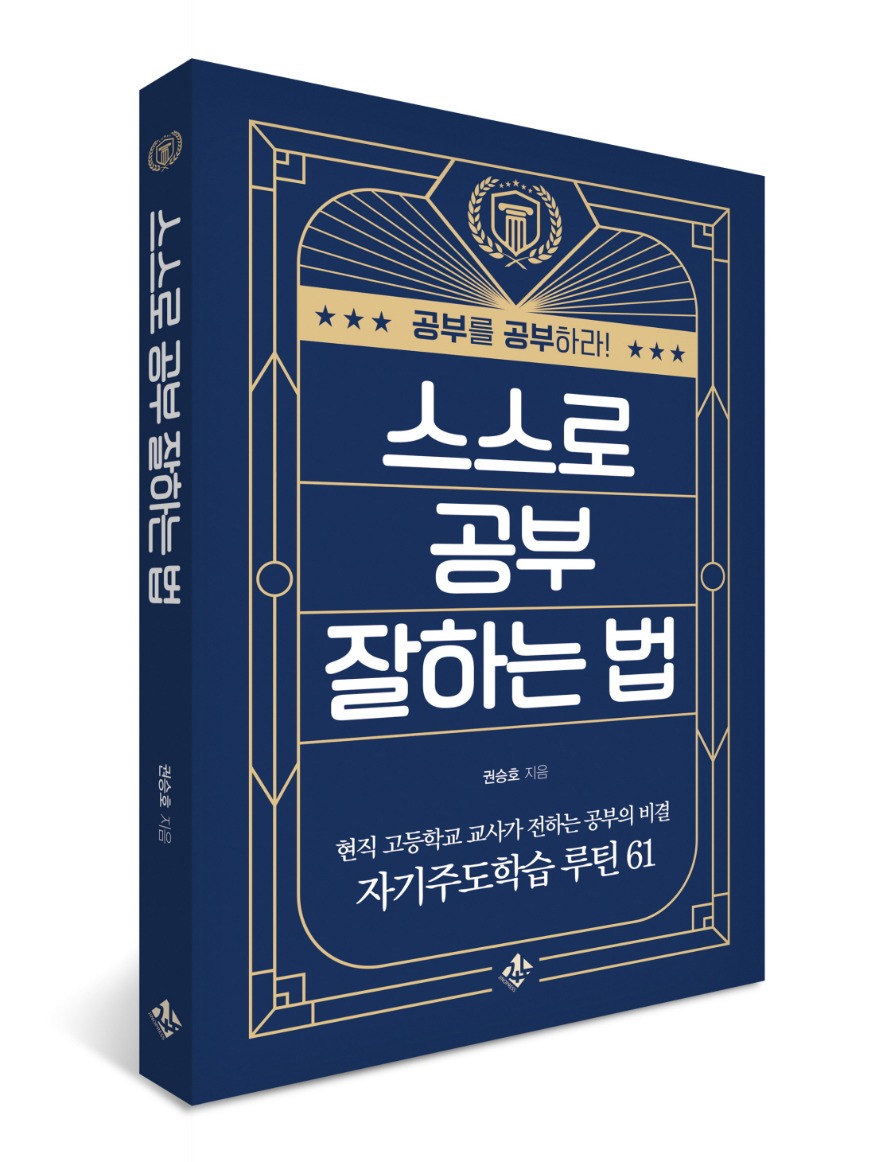 스스로 공부 잘하는 법
권승호 지음
★★★ 공부를 공부하라! ★★★
스스로
공부
잘하는 법
권승호 지음
현직 고등학교 교사가 전하는 공부의 비결
자기주도학습 루틴 61